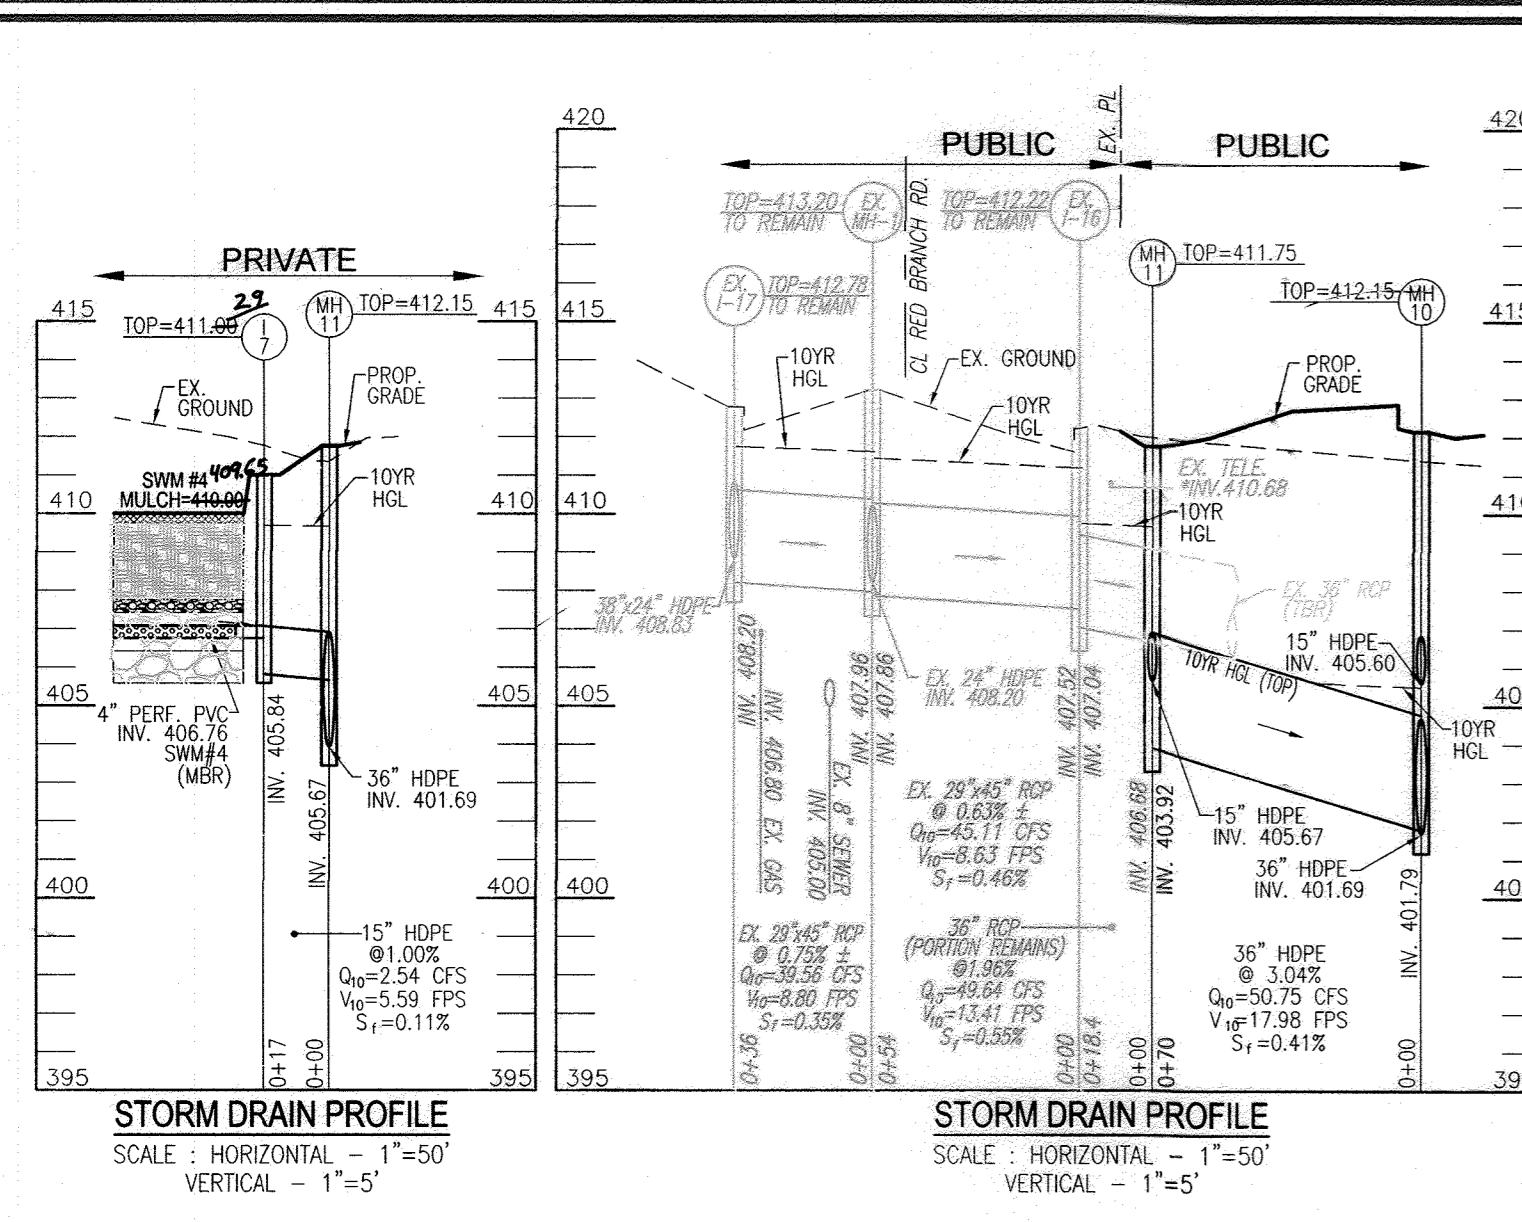 PRIVATE
29
TOP=411.00
I
7
MH
11
TOP=412.15
415
415
EX.
GROUND
PROP.
GRADE
SWM #4 409.65
MULCH=410.00
10YR
HGL
410
410
405
405
4" PERF. PVC
INV. 406.76
SWM#4
(MBR)
INV. 405.84
INV. 405.67
36" HDPE
INV. 401.69
400
400
15" HDPE
@1.00%
Q10=2.54 CFS
V10=5.59 FPS
Sf=0.11%
0+17
0+00
395
395
STORM DRAIN PROFILE
SCALE : HORIZONTAL - 1"=50'
VERTICAL - 1"=5'
420
415
410
405
400
395
PUBLIC
EX. PL
PUBLIC
TOP=413.20
TO REMAIN
EX.
MH-1
CL RED BRANCH RD.
TOP=412.22
TO REMAIN
EX.
I-16
EX.
I-17
TOP=412.78
TO REMAIN
MH
11
TOP=411.75
TOP=412.15
MH
10
10YR
HGL
EX. GROUND
10YR
HGL
PROP.
GRADE
EX. TELE.
*INV.410.68
10YR
HGL
EX. 36" RCP
(TBR)
38"x24" HDPE
INV. 408.83
15" HDPE
INV. 405.60
10YR HGL (TOP)
10YR
HGL
INV. 408.20
INV. 406.80 EX. GAS
EX. 8" SEWER
INV. 405.00
INV. 407.96
INV. 407.86
EX. 24" HDPE
INV. 408.20
INV. 407.52
INV. 407.04
INV. 406.68
INV. 403.92
15" HDPE
INV. 405.67
36" HDPE
INV. 401.69
INV. 401.79
EX. 29"x45" RCP
@ 0.63% ±
Q10=45.11 CFS
V10=8.63 FPS
Sf=0.46%
EX. 29"x45" RCP
@ 0.75% ±
Q10=39.56 CFS
V10=8.80 FPS
Sf=0.35%
36" RCP
(PORTION REMAINS)
@1.96%
Q10=49.64 CFS
V10=13.41 FPS
Sf=0.55%
36" HDPE
@ 3.04%
Q10=50.75 CFS
V10=17.98 FPS
Sf=0.41%
0+36
0+00
0+54
0+00
0+18.4
0+00
0+70
0+00
420
415
410
STORM DRAIN PROFILE
SCALE : HORIZONTAL - 1"=50'
VERTICAL - 1"=5'